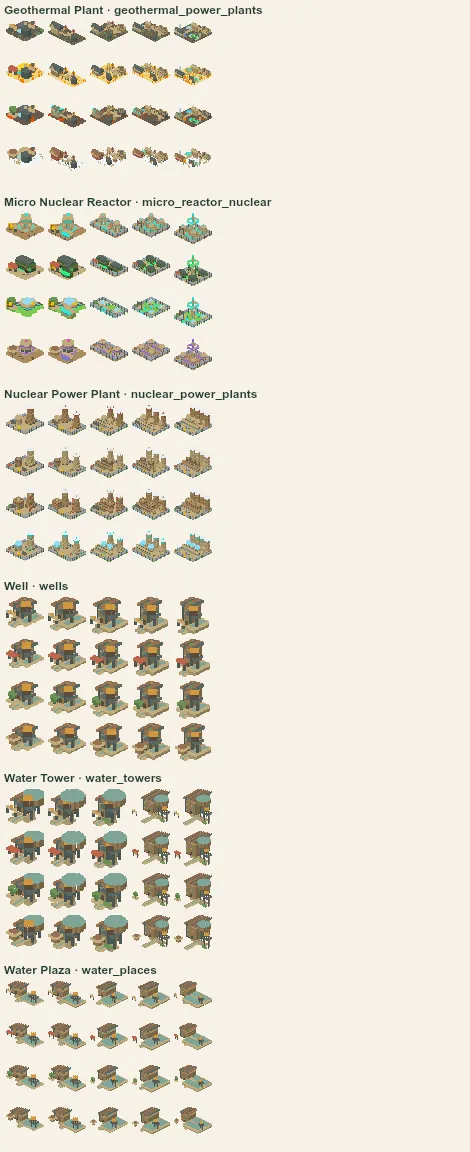 Geothermal Plant · geothermal_power_plants
Micro Nuclear Reactor · micro_reactor_nuclear
Nuclear Power Plant · nuclear_power_plants
Well · wells
Water Tower · water_towers
Water Plaza · water_places